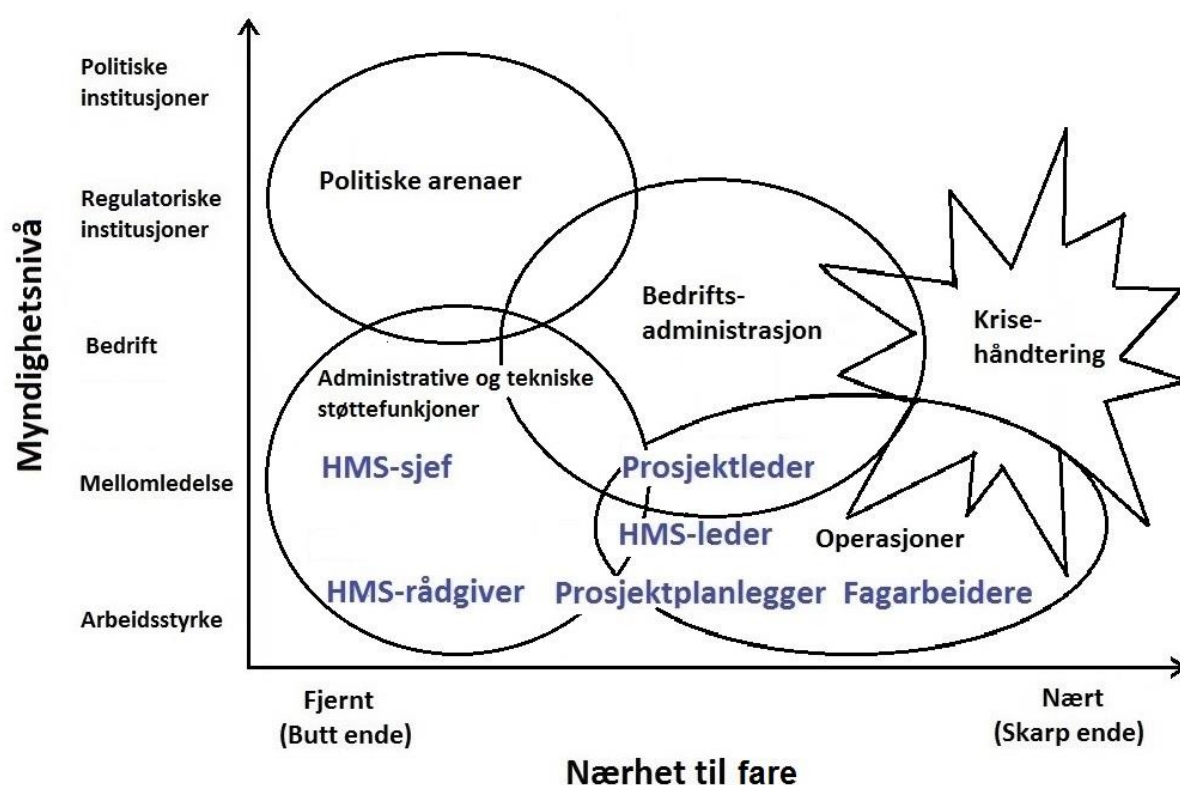 Myndighetsnivå
Politiske
institusjoner
Regulatoriske
institusjoner
Bedrift
Mellomledelse
Arbeidsstyrke
Politiske arenaer
Bedrifts-
administrasjon
Krise-
håndtering
Administrative og tekniske
støttefunkjoner
HMS-sjef
Prosjektleder
HMS-leder
Operasjoner
HMS-rådgiver
Prosjektplanlegger
Fagarbeidere
Fjernt
(Butt ende)
Nært
(Skarp ende)
Nærhet til fare